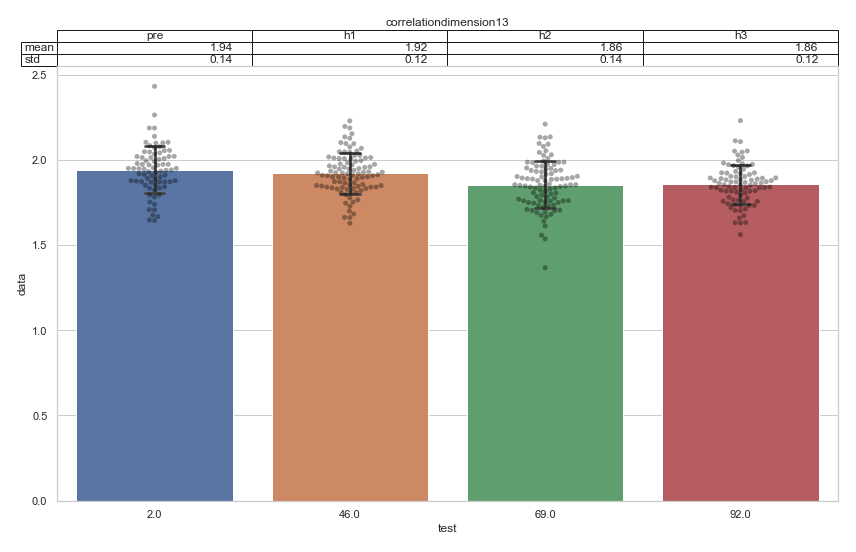 correlationdimension13
pre h1 h2 h3
mean 1.94 1.92 1.86 1.86
std 0.14 0.12 0.14 0.12
2.5
2.0
1.5
1.0
0.5
0.0
data
2.0 46.0 69.0 92.0
test